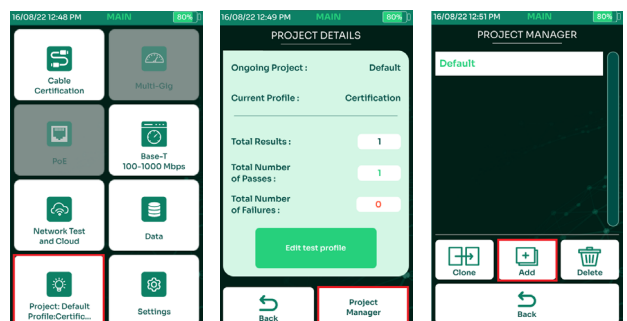 16/08/22 12:48 PM MAIN 80%
Cable
Certification
Multi-Gig
PoE
Base-T
100-1000 Mbps
Network Test
and Cloud
Data
Project: Default
Profile:Certific...
Settings
16/08/22 12:49 PM MAIN 80%
PROJECT DETAILS
Ongoing Project : Default
Current Profile : Certification
Total Results : 1
Total Number
of Passes : 1
Total Number
of Failures : 0
Edit test profile
Back
Project
Manager
16/08/22 12:51 PM MAIN 80%
PROJECT MANAGER
Default
Clone
Add
Delete
Back